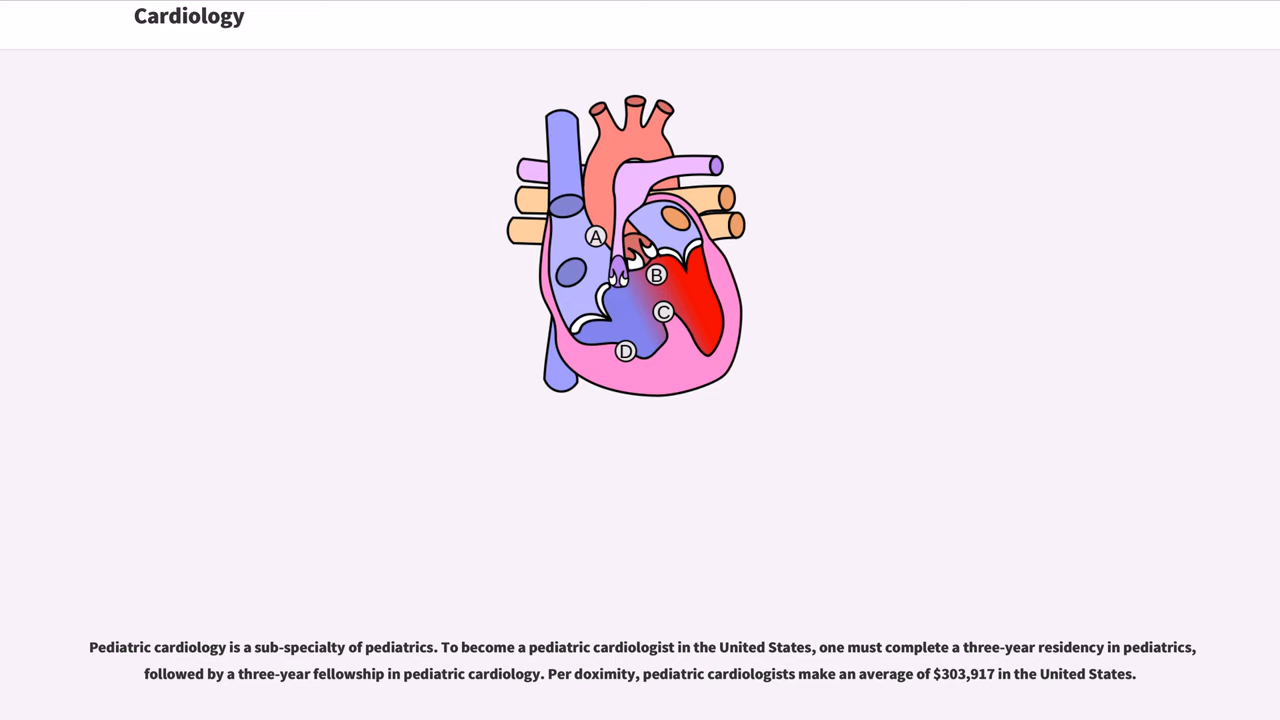 Cardiology
A
B
C
D
Pediatric cardiology is a sub-specialty of pediatrics. To become a pediatric cardiologist in the United States, one must complete a three-year residency in pediatrics,
followed by a three-year fellowship in pediatric cardiology. Per doximity, pediatric cardiologists make an average of $303,917 in the United States.